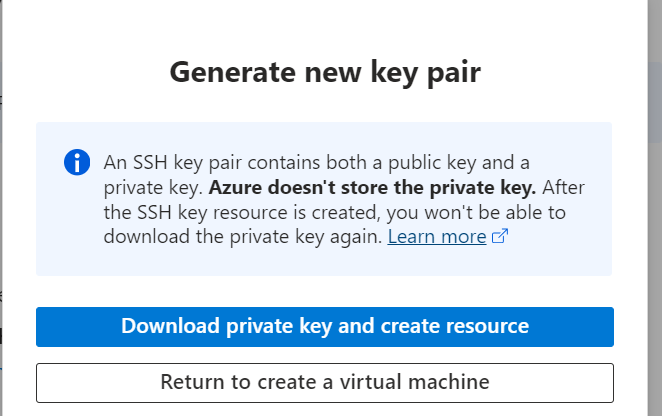 Generate new key pair
An SSH key pair contains both a public key and a
private key. Azure doesn't store the private key. After
the SSH key resource is created, you won't be able to
download the private key again. Learn more
Download private key and create resource
Return to create a virtual machine